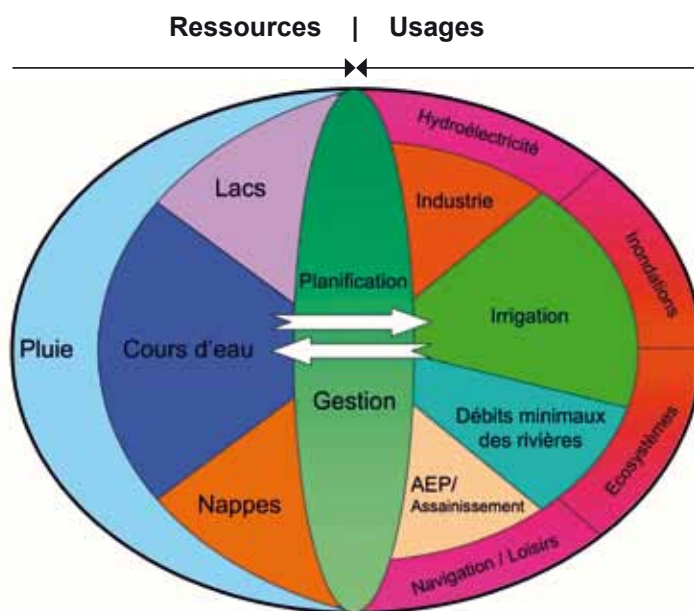 Ressources | Usages
Hydroélectricité
Lacs
Industrie
Inondations
Planification
Irrigation
Pluie
Cours d'eau
Gestion
Débits minimaux
des rivières
Ecosystèmes
AEP/
Assainissement
Nappes
Navigation / Loisirs